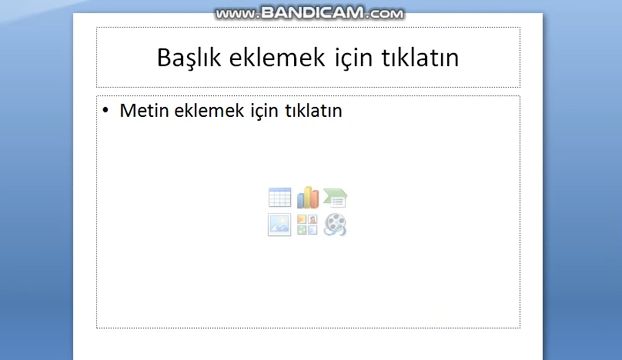 www.BANDICAM.com
Başlık eklemek için tıklatın
• Metin eklemek için tıklatın